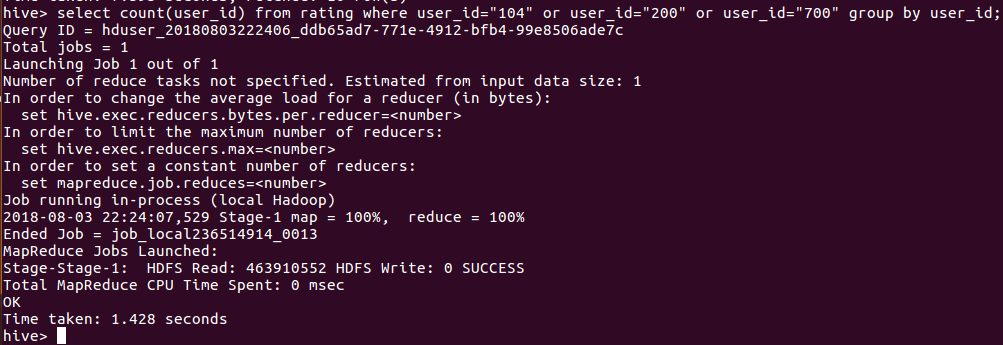 hive> select count(user_id) from rating where user_id="104" or user_id="200" or user_id="700" group by user_id;
Query ID = hduser_20180803222406_ddb65ad7-771e-4912-bfb4-99e8506ade7c
Total jobs = 1
Launching Job 1 out of 1
Number of reduce tasks not specified. Estimated from input data size: 1
In order to change the average load for a reducer (in bytes):
  set hive.exec.reducers.bytes.per.reducer=<number>
In order to limit the maximum number of reducers:
  set hive.exec.reducers.max=<number>
In order to set a constant number of reducers:
  set mapreduce.job.reduces=<number>
Job running in-process (local Hadoop)
2018-08-03 22:24:07,529 Stage-1 map = 100%,  reduce = 100%
Ended Job = job_local236514914_0013
MapReduce Jobs Launched:
Stage-Stage-1:  HDFS Read: 463910552 HDFS Write: 0 SUCCESS
Total MapReduce CPU Time Spent: 0 msec
OK
Time taken: 1.428 seconds
hive>